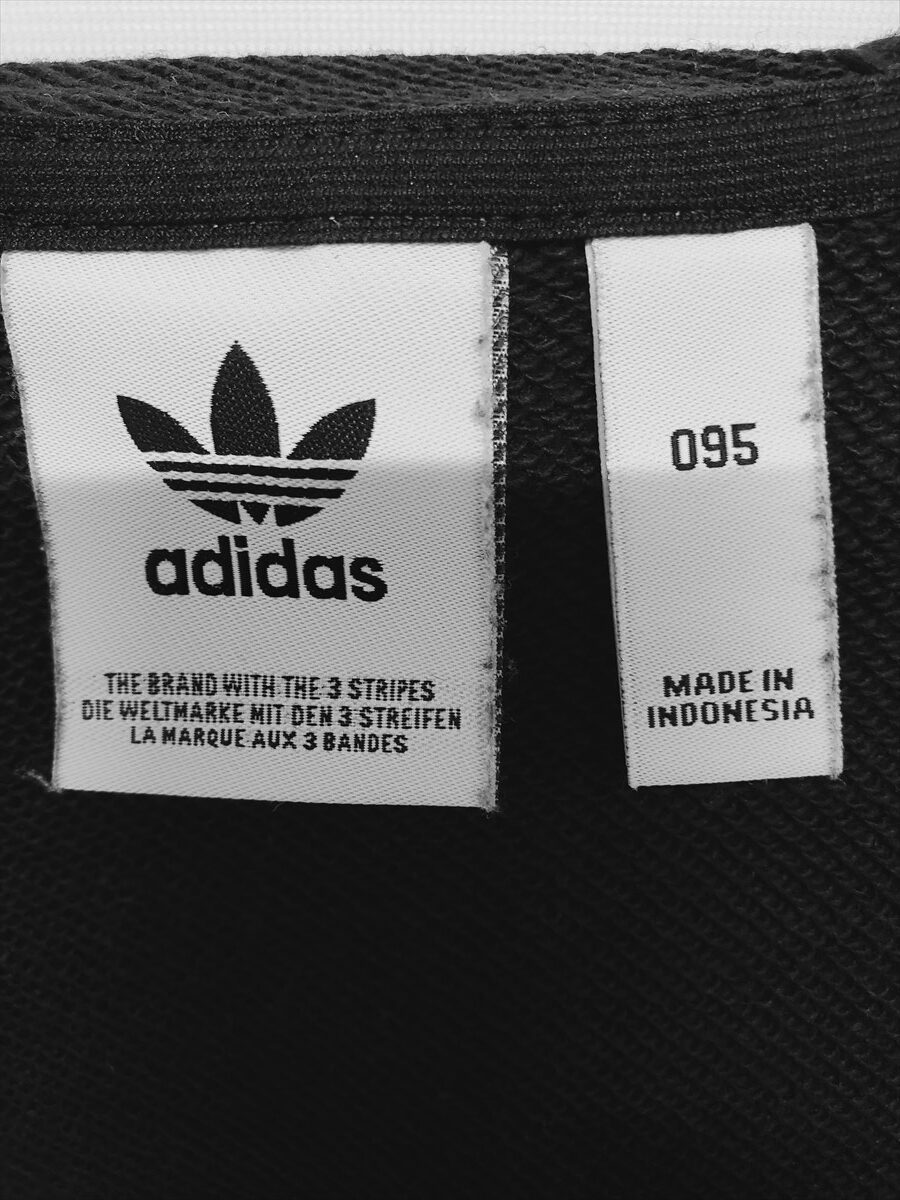 adidas
THE BRAND WITH THE 3 STRIPES
DIE WELTMARKE MIT DEN 3 STREIFEN
LA MARQUE AUX 3 BANDES
095
MADE IN
INDONESIA